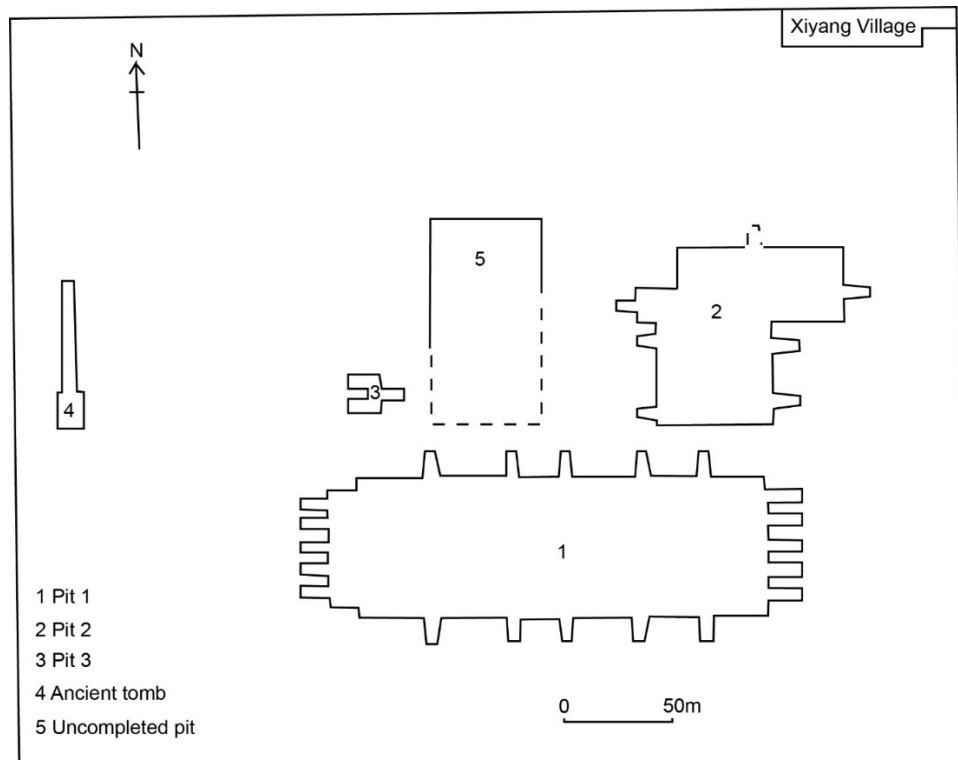 Xiyang Village
N
5
2
3
4
1
1 Pit 1
2 Pit 2
3 Pit 3
4 Ancient tomb
5 Uncompleted pit
0 50m